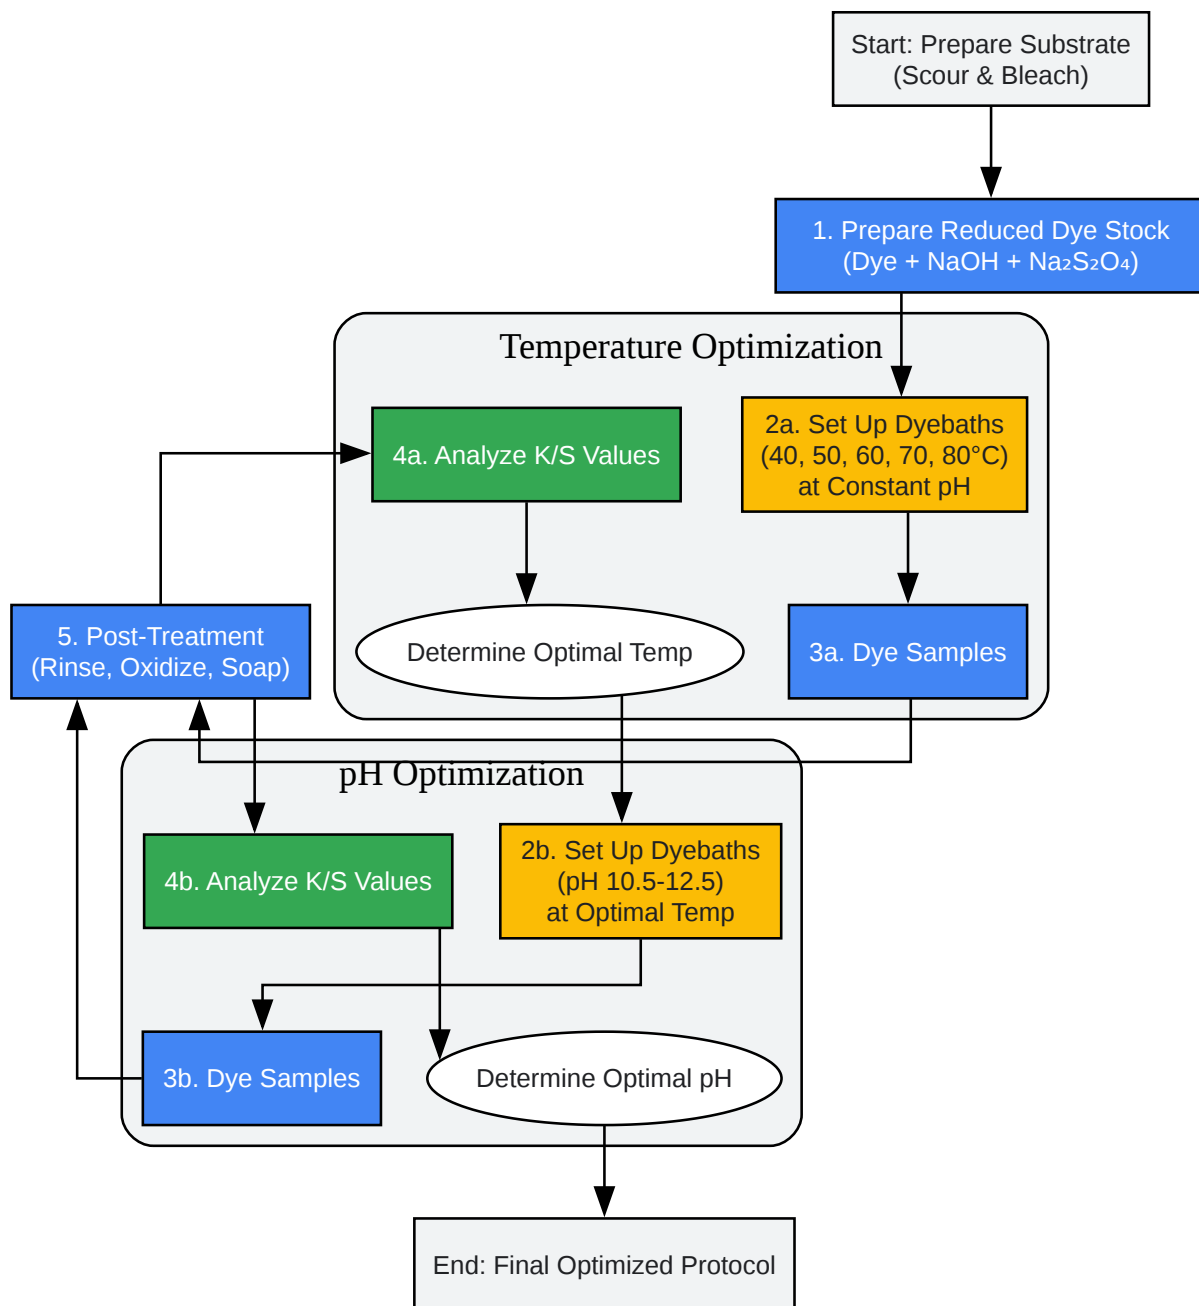 Start: Prepare Substrate
(Scour & Bleach)
1. Prepare Reduced Dye Stock
(Dye + NaOH + Na₂S₂O₄)
Temperature Optimization
4a. Analyze K/S Values
2a. Set Up Dyebaths
(40, 50, 60, 70, 80°C)
at Constant pH
5. Post-Treatment
(Rinse, Oxidize, Soap)
Determine Optimal Temp
3a. Dye Samples
pH Optimization
4b. Analyze K/S Values
2b. Set Up Dyebaths
(pH 10.5-12.5)
at Optimal Temp
3b. Dye Samples
Determine Optimal pH
End: Final Optimized Protocol